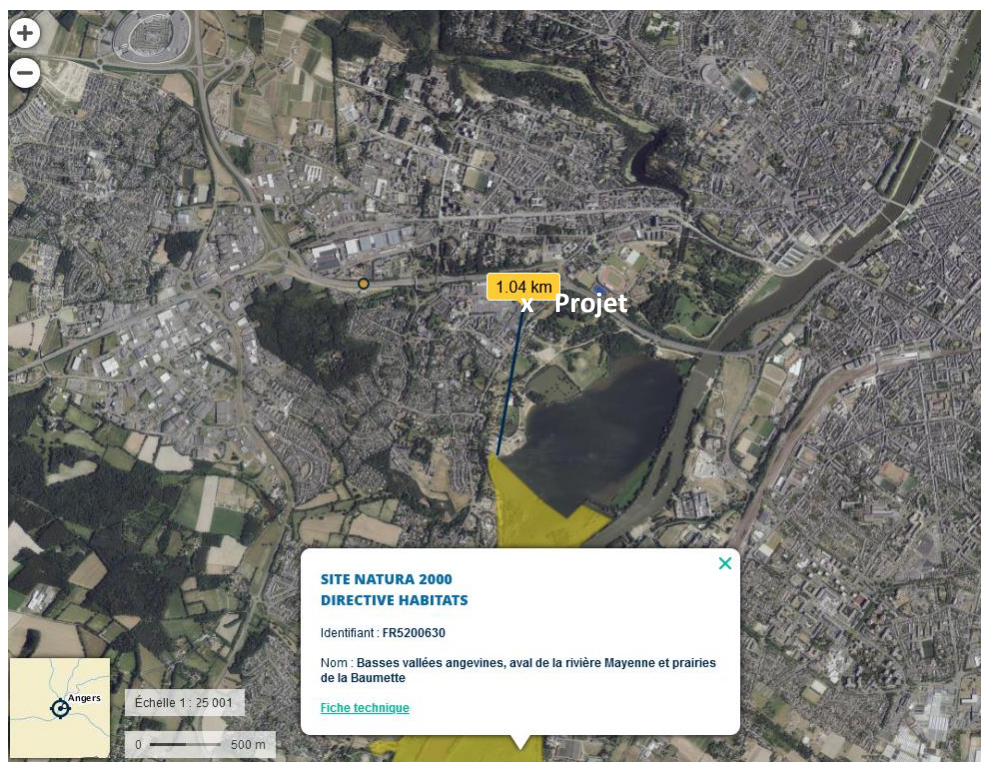 +
−
1.04 km
x Projet
SITE NATURA 2000
DIRECTIVE HABITATS
Identifiant : FR5200630
Nom : Basses vallées angevines, aval de la rivière Mayenne et prairies
de la Baumette
Fiche technique
Angers
Échelle 1 : 25 001
0 500 m